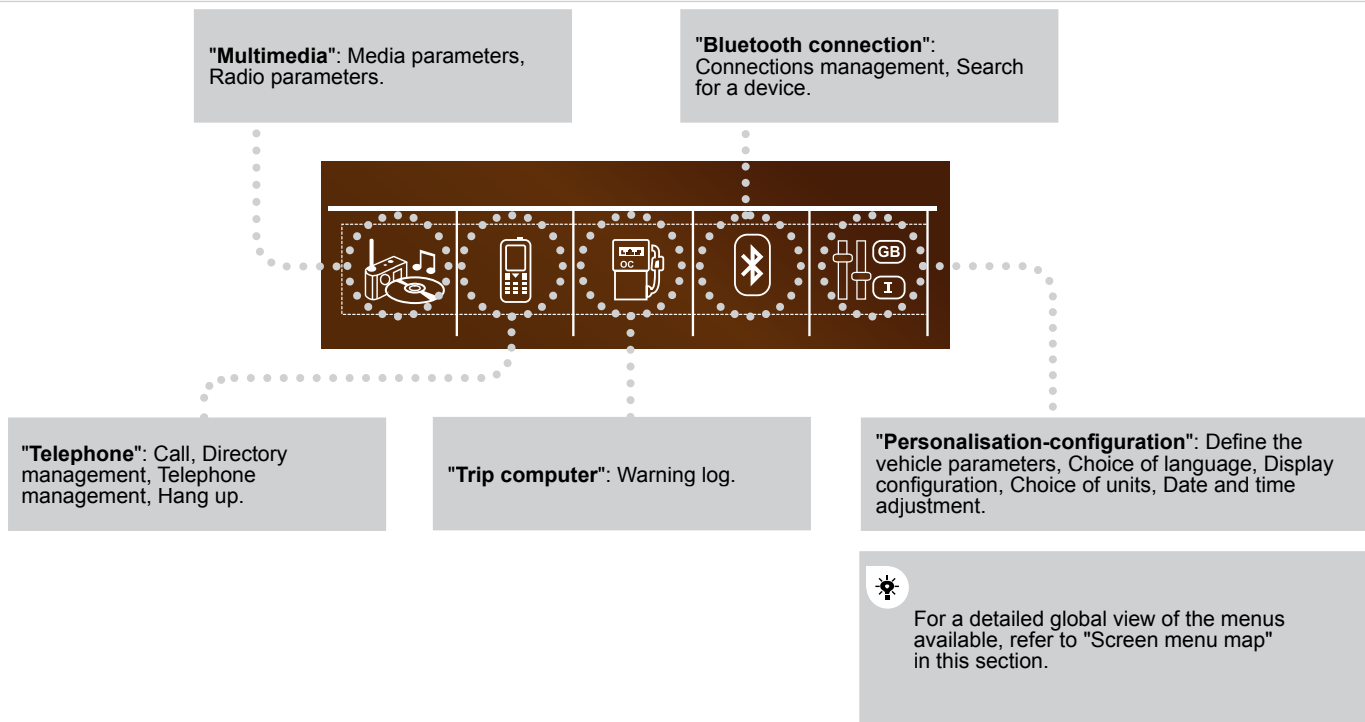 "Multimedia": Media parameters,
Radio parameters.
"Bluetooth connection":
Connections management, Search
for a device.
OC
GB
I
"Telephone": Call, Directory
management, Telephone
management, Hang up.
"Trip computer": Warning log.
"Personalisation-configuration": Define the
vehicle parameters, Choice of language, Display
configuration, Choice of units, Date and time
adjustment.
For a detailed global view of the menus
available, refer to "Screen menu map"
in this section.